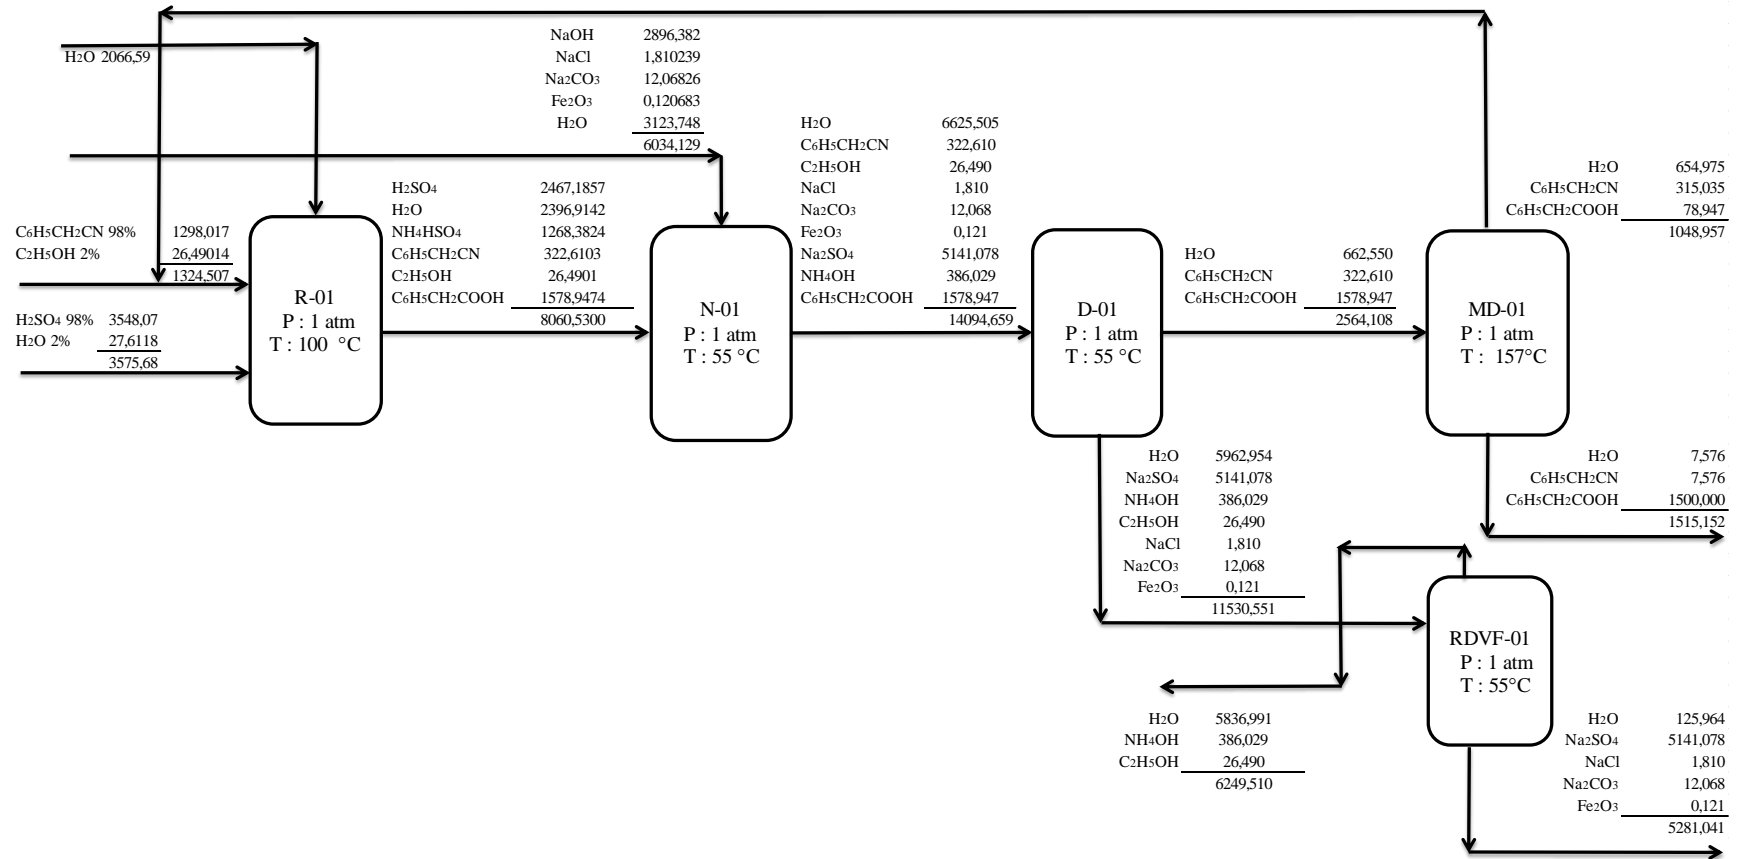 H2O 2066,59
NaOH 2896,382
NaCl 1,810239
Na2CO3 12,06826
Fe2O3 0,120683
H2O 3123,748
6034,129
C6H5CH2CN 98% 1298,017
C2H5OH 2% 26,49014
1324,507
H2SO4 98% 3548,07
H2O 2% 27,6118
3575,68
R-01
P : 1 atm
T : 100 °C
H2SO4 2467,1857
H2O 2396,9142
NH4HSO4 1268,3824
C6H5CH2CN 322,6103
C2H5OH 26,4901
C6H5CH2COOH 1578,9474
8060,5300
N-01
P : 1 atm
T : 55 °C
H2O 6625,505
C6H5CH2CN 322,610
C2H5OH 26,490
NaCl 1,810
Na2CO3 12,068
Fe2O3 0,121
Na2SO4 5141,078
NH4OH 386,029
C6H5CH2COOH 1578,947
14094,659
D-01
P : 1 atm
T : 55 °C
H2O 662,550
C6H5CH2CN 322,610
C6H5CH2COOH 1578,947
2564,108
MD-01
P : 1 atm
T : 157°C
H2O 654,975
C6H5CH2CN 315,035
C6H5CH2COOH 78,947
1048,957
H2O 7,576
C6H5CH2CN 7,576
C6H5CH2COOH 1500,000
1515,152
H2O 5962,954
Na2SO4 5141,078
NH4OH 386,029
C2H5OH 26,490
NaCl 1,810
Na2CO3 12,068
Fe2O3 0,121
11530,551
RDVF-01
P : 1 atm
T : 55°C
H2O 5836,991
NH4OH 386,029
C2H5OH 26,490
6249,510
H2O 125,964
Na2SO4 5141,078
NaCl 1,810
Na2CO3 12,068
Fe2O3 0,121
5281,041